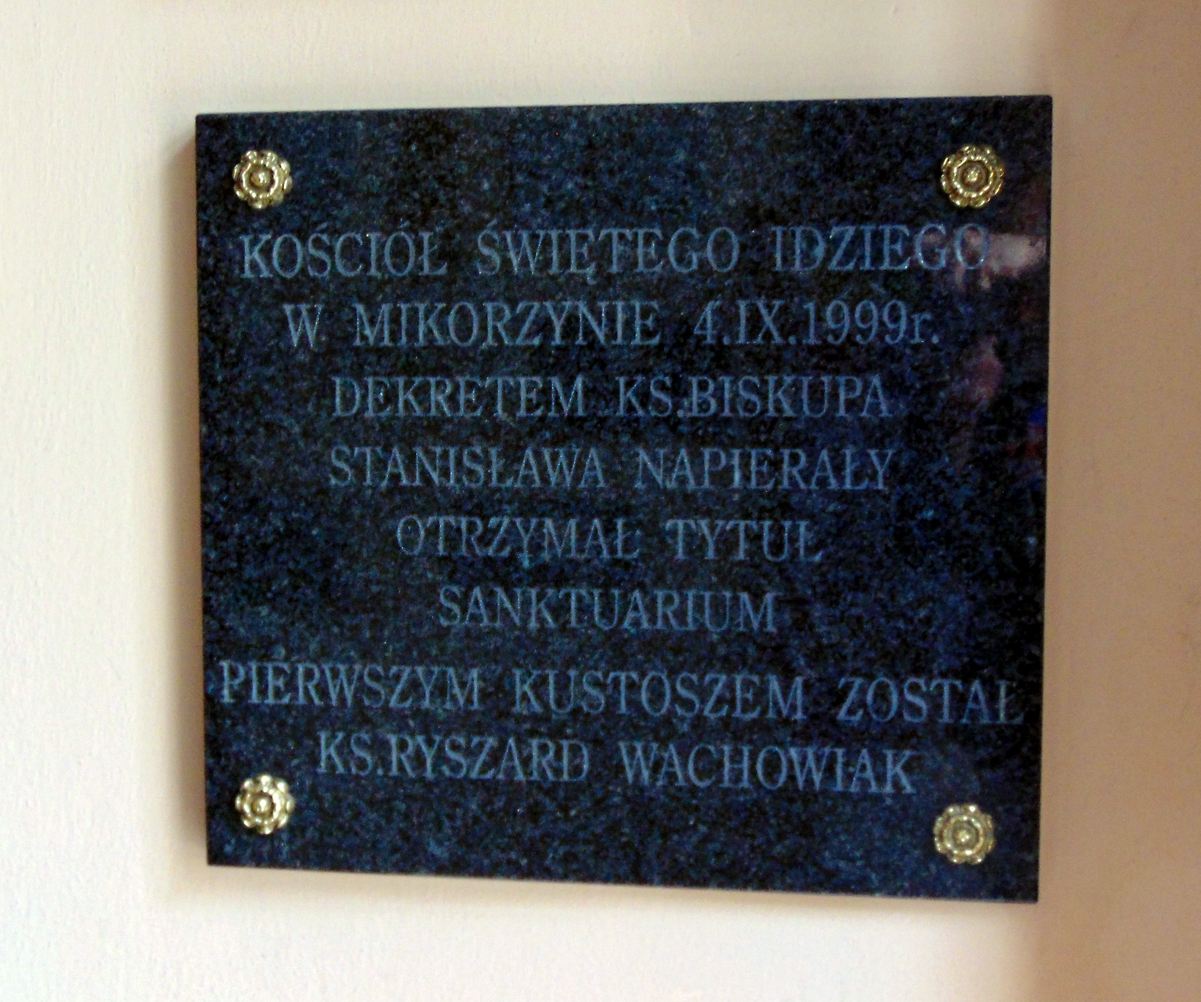 KOŚCIÓŁ ŚWIĘTEGO IDZIEGO
W MIKORZYNIE 4.IX.1999r.
DEKRETEM KS.BISKUPA
STANISŁAWA NAPIERAŁY
OTRZYMAŁ TYTUŁ
SANKTUARIUM
PIERWSZYM KUSTOSZEM ZOSTAŁ
KS.RYSZARD WACHOWIAK